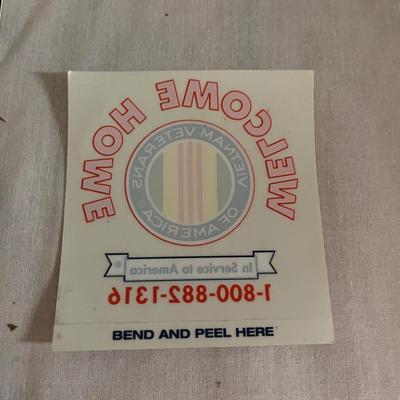 WELCOME HOME
VIETNAM VETERANS
OF AMERICA
In Service to America ®
1-800-882-1316
BEND AND PEEL HERE